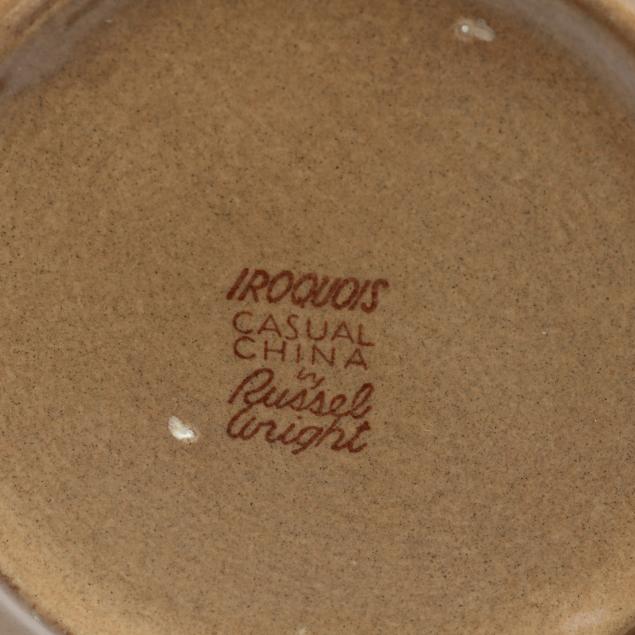 IROQUOIS
CASUAL
CHINA
by
Russel
Wright